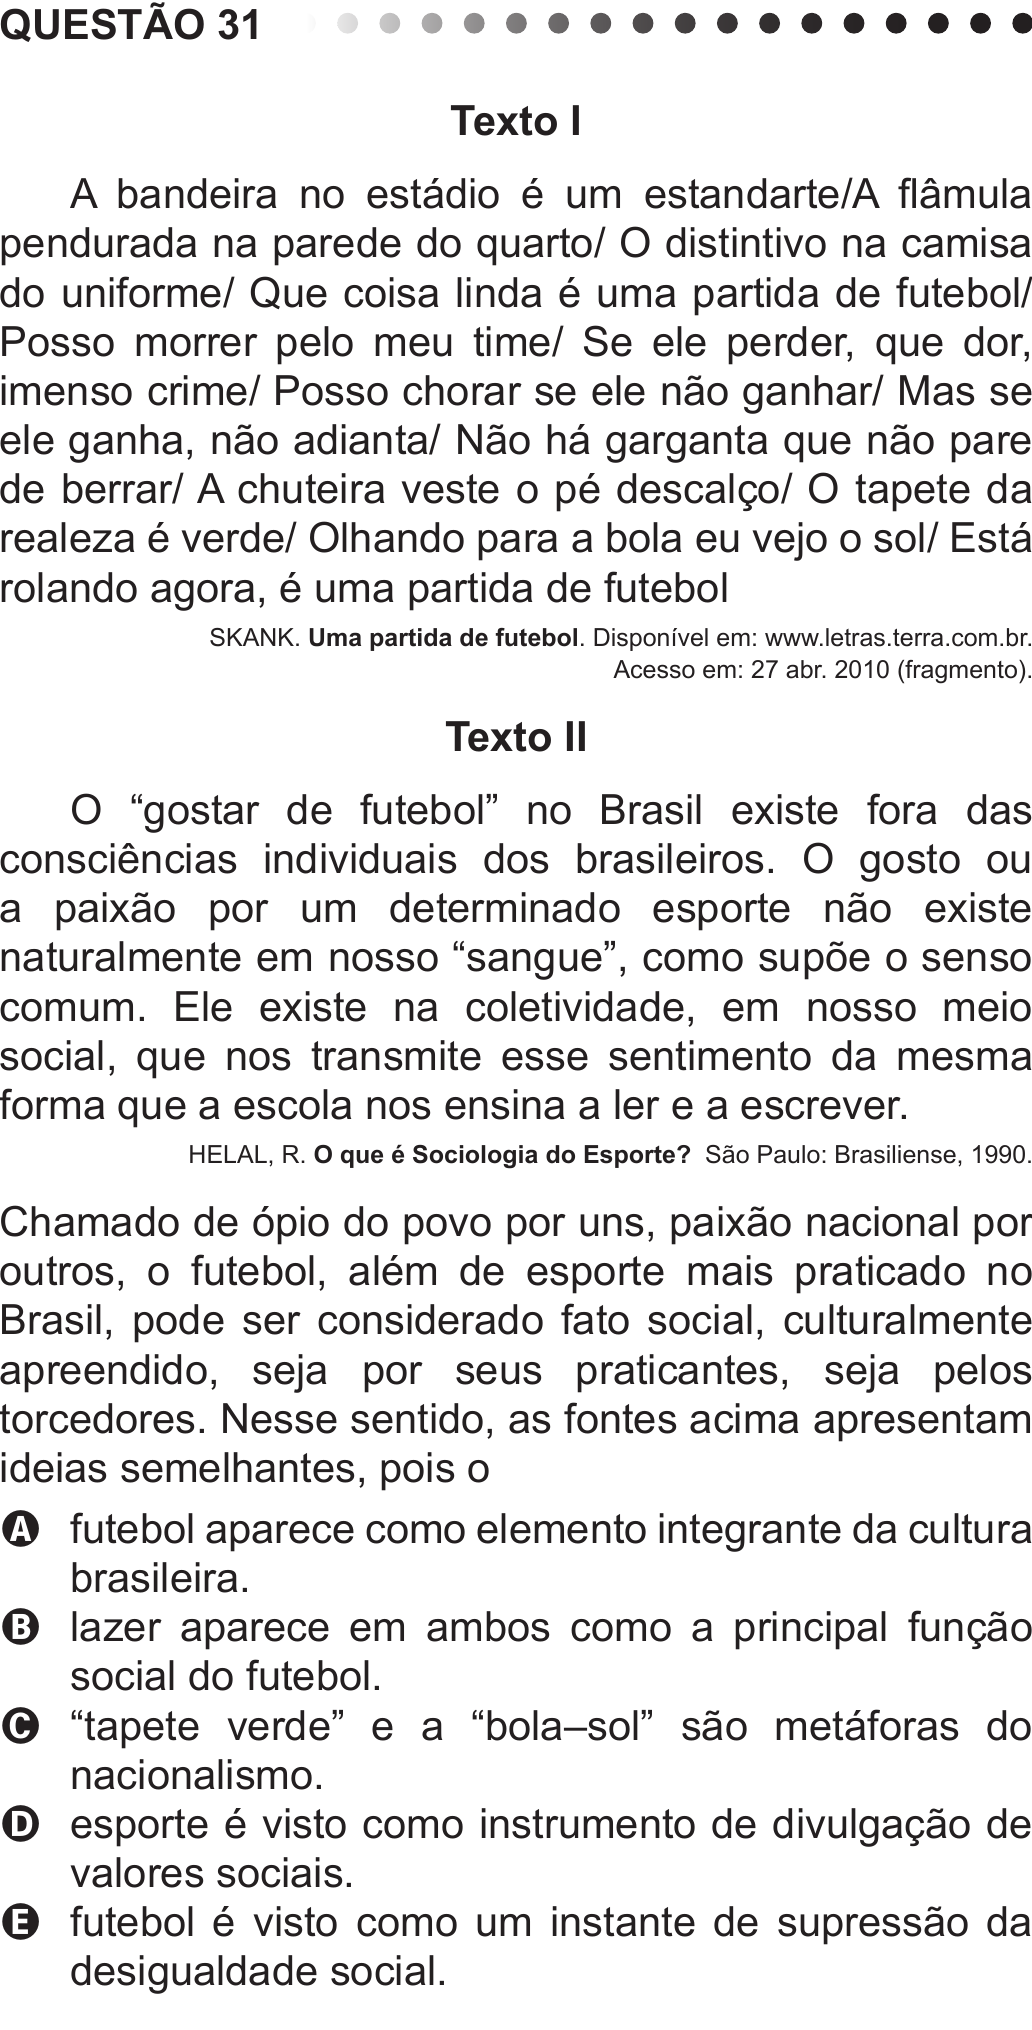 QUESTÃO 31
Texto I
A bandeira no estádio é um estandarte/A flâmula
pendurada na parede do quarto/ O distintivo na camisa
do uniforme/ Que coisa linda é uma partida de futebol/
Posso morrer pelo meu time/ Se ele perder, que dor,
imenso crime/ Posso chorar se ele não ganhar/ Mas se
ele ganha, não adianta/ Não há garganta que não pare
de berrar/ A chuteira veste o pé descalço/ O tapete da
realeza é verde/ Olhando para a bola eu vejo o sol/ Está
rolando agora, é uma partida de futebol
SKANK. Uma partida de futebol. Disponível em: www.letras.terra.com.br.
Acesso em: 27 abr. 2010 (fragmento).
Texto II
O “gostar de futebol” no Brasil existe fora das
consciências individuais dos brasileiros. O gosto ou
a paixão por um determinado esporte não existe
naturalmente em nosso “sangue”, como supõe o senso
comum. Ele existe na coletividade, em nosso meio
social, que nos transmite esse sentimento da mesma
forma que a escola nos ensina a ler e a escrever.
HELAL, R. O que é Sociologia do Esporte? São Paulo: Brasiliense, 1990.
Chamado de ópio do povo por uns, paixão nacional por
outros, o futebol, além de esporte mais praticado no
Brasil, pode ser considerado fato social, culturalmente
apreendido, seja por seus praticantes, seja pelos
torcedores. Nesse sentido, as fontes acima apresentam
ideias semelhantes, pois o
A futebol aparece como elemento integrante da cultura
brasileira.
B lazer aparece em ambos como a principal função
social do futebol.
C “tapete verde” e a “bola–sol” são metáforas do
nacionalismo.
D esporte é visto como instrumento de divulgação de
valores sociais.
E futebol é visto como um instante de supressão da
desigualdade social.